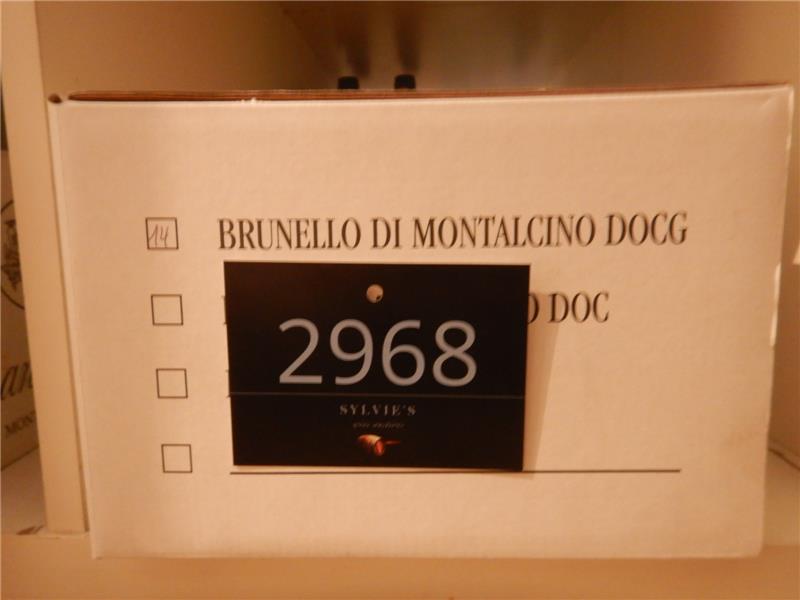 14 BRUNELLO DI MONTALCINO DOCG
DOC
2968
SYLVIE'S